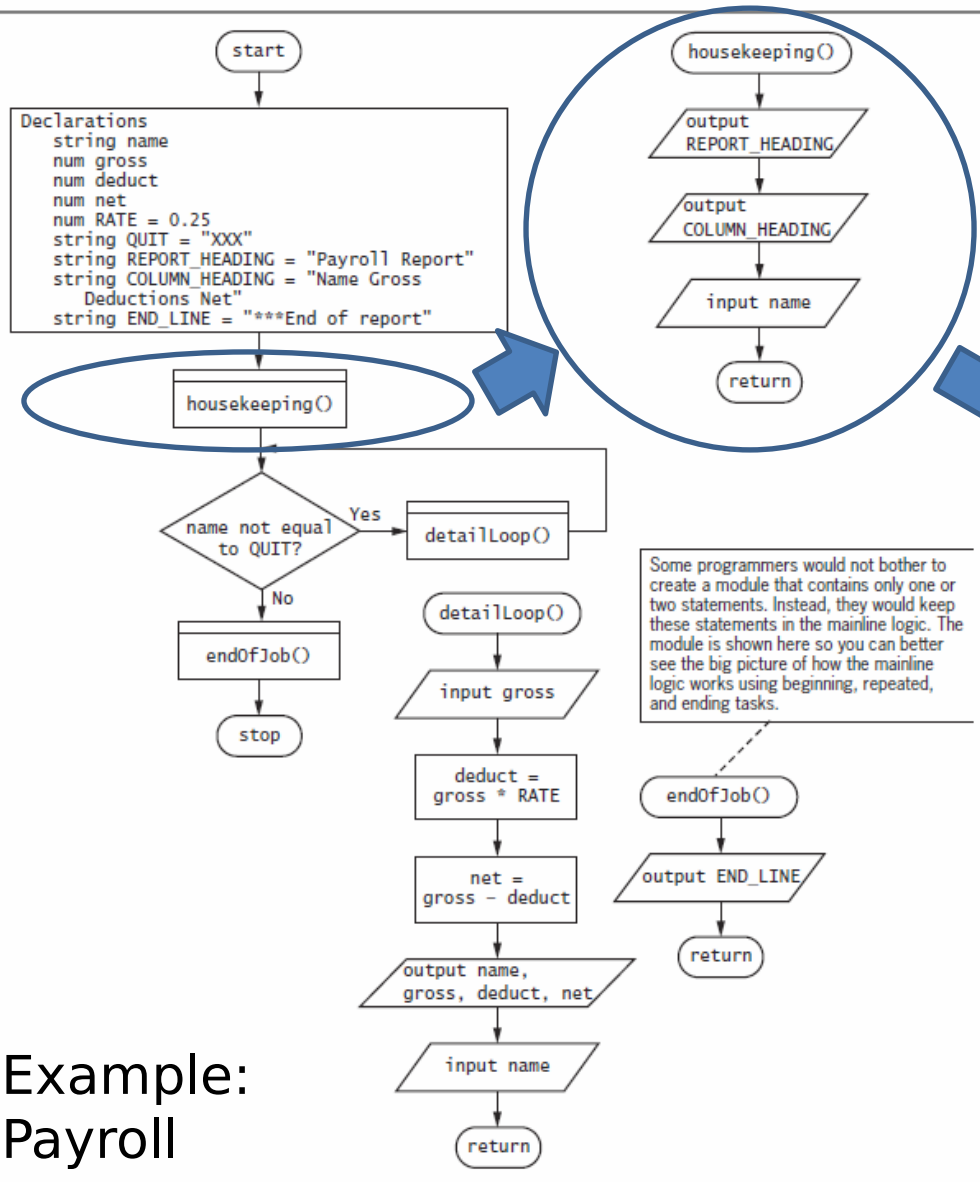 start
Declarations
string name
num gross
num deduct
num net
num RATE = 0.25
string QUIT = "XXX"
string REPORT_HEADING = "Payroll Report"
string COLUMN_HEADING = "Name Gross
Deductions Net"
string END_LINE = "***End of report"
housekeeping()
name not equal
to QUIT?
Yes
detailLoop()
No
endOfJob()
stop
housekeeping()
output
REPORT_HEADING
output
COLUMN_HEADING
input name
return
detailLoop()
input gross
deduct =
gross * RATE
net =
gross – deduct
output name,
gross, deduct, net
input name
return
Some programmers would not bother to
create a module that contains only one or
two statements. Instead, they would keep
these statements in the mainline logic. The
module is shown here so you can better
see the big picture of how the mainline
logic works using beginning, repeated,
and ending tasks.
endOfJob()
output END_LINE
return
Example:
Payroll